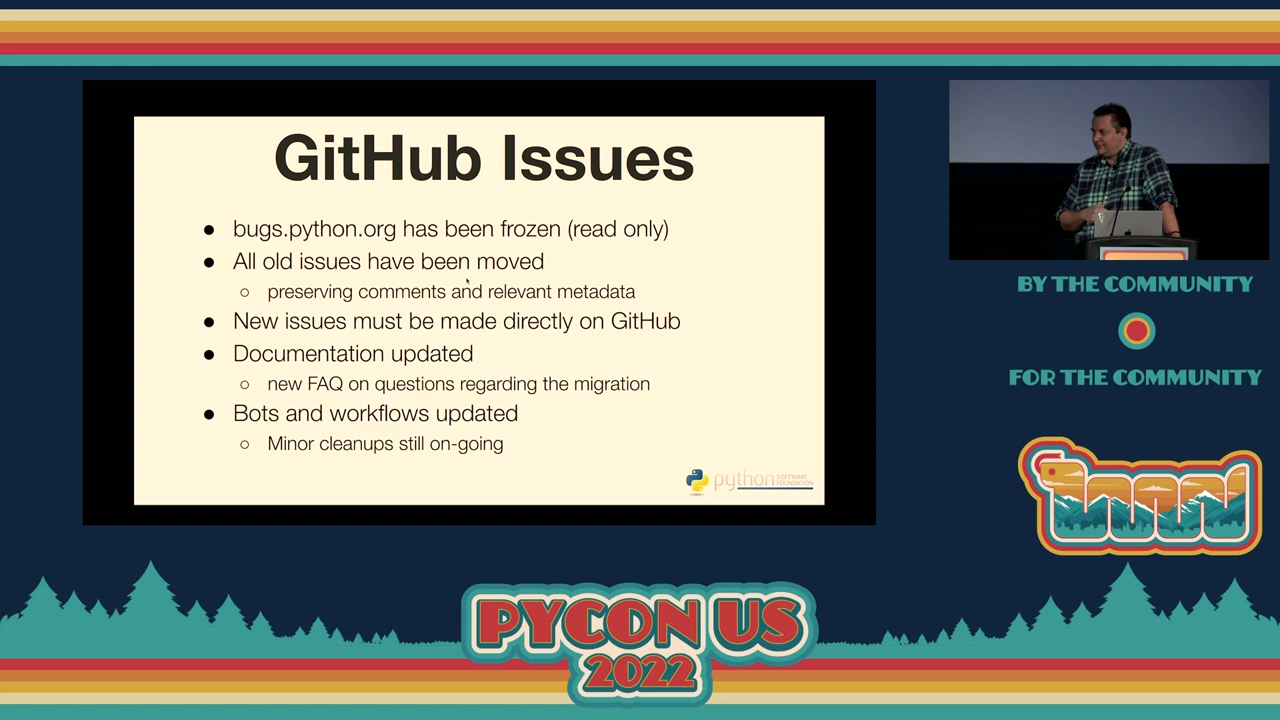 GitHub Issues
● bugs.python.org has been frozen (read only)
● All old issues have been moved
○ preserving comments and relevant metadata
● New issues must be made directly on GitHub
● Documentation updated
○ new FAQ on questions regarding the migration
● Bots and workflows updated
○ Minor cleanups still on-going
python SOFTWARE
FOUNDATION
BY THE COMMUNITY
FOR THE COMMUNITY
PYCON US
2022